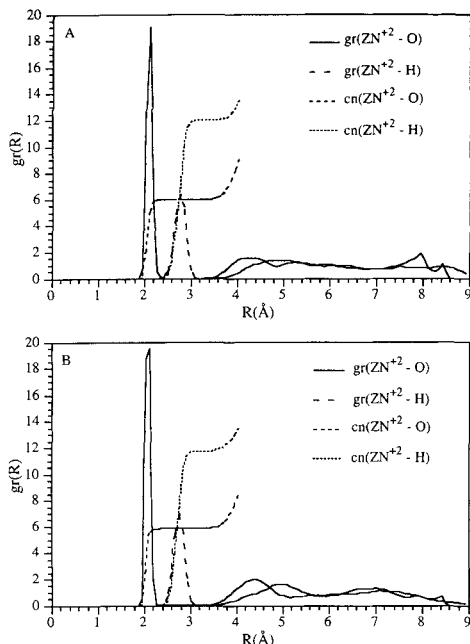 20
18
16
14
12
10
8
6
4
2
0
gr(R)
A
gr(ZN+2 - O)
gr(ZN+2 - H)
cn(ZN+2 - O)
cn(ZN+2 - H)
0 1 2 3 4 5 6 7 8 9
R(Å)
20
18
16
14
12
10
8
6
4
2
0
gr(R)
B
gr(ZN+2 - O)
gr(ZN+2 - H)
cn(ZN+2 - O)
cn(ZN+2 - H)
0 1 2 3 4 5 6 7 8 9
R(Å)